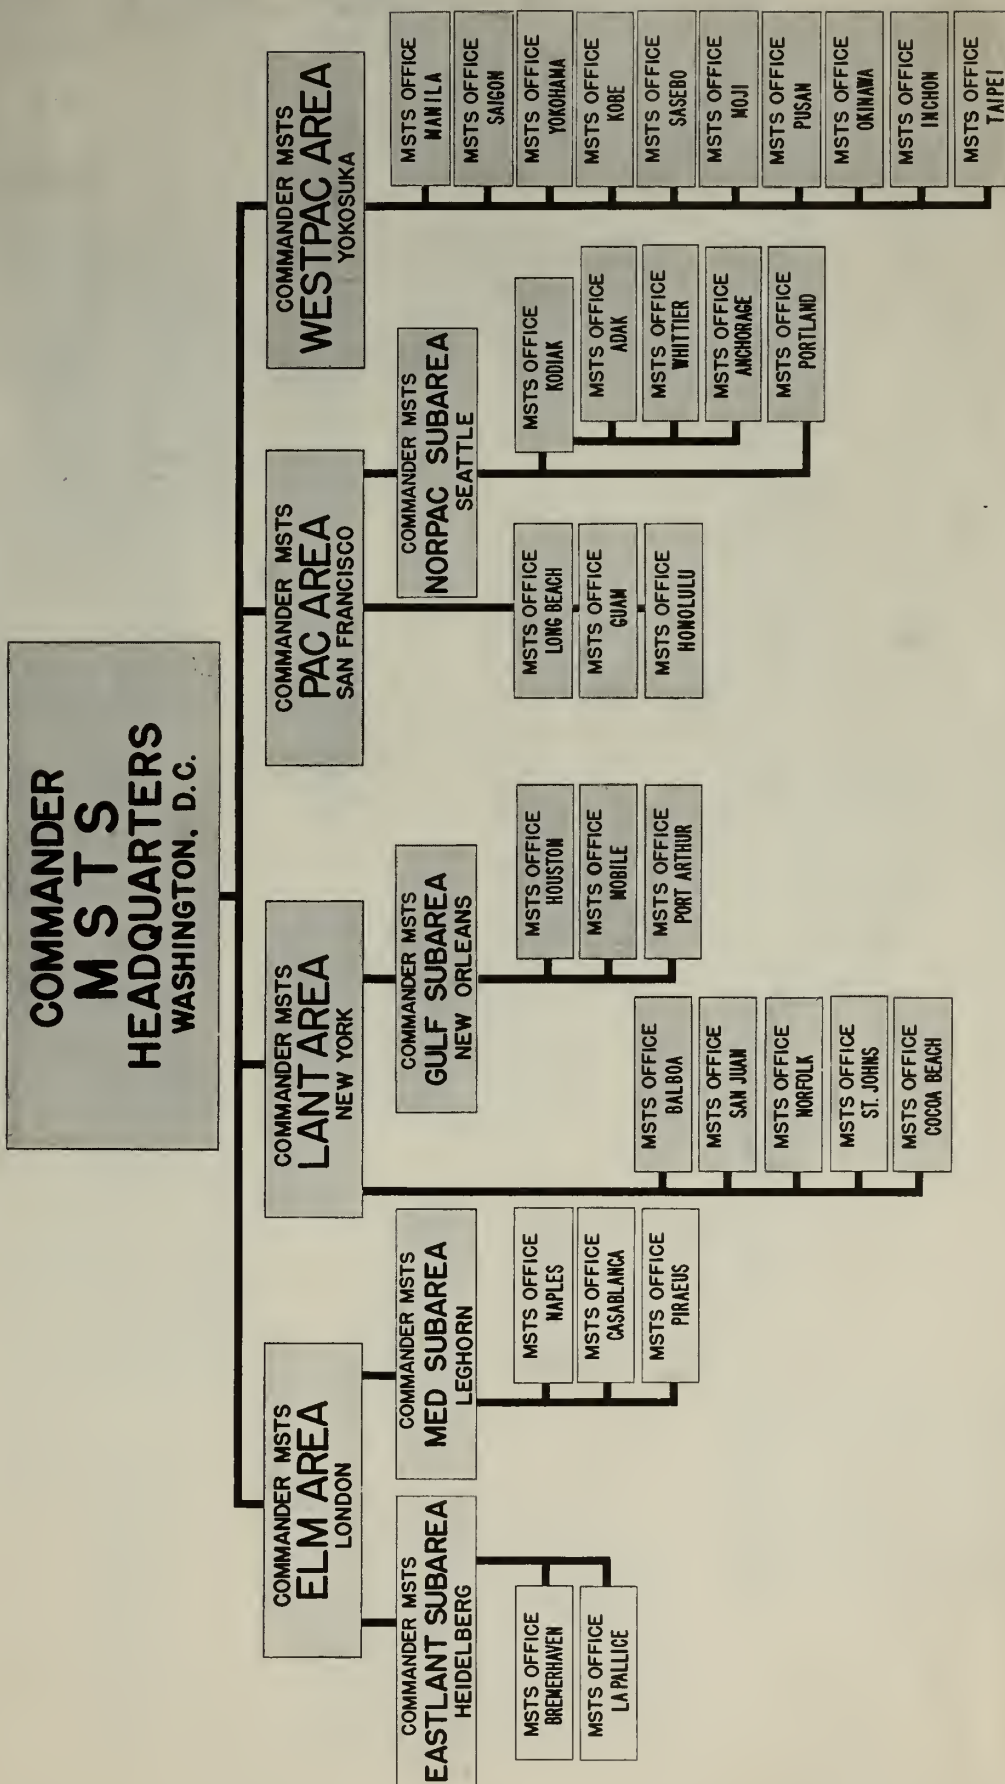 COMMANDER
MSTS
HEADQUARTERS
WASHINGTON, D.C.
COMMANDER MSTS
ELM AREA
LONDON
COMMANDER MSTS
EASTLANT SUBAREA
HEIDELBERG
MSTS OFFICE
BREMERHAVEN
MSTS OFFICE
LA PALLICE
COMMANDER MSTS
MED SUBAREA
LEGHORN
MSTS OFFICE
NAPLES
MSTS OFFICE
CASABLANCA
MSTS OFFICE
PIRAEUS
COMMANDER MSTS
LANT AREA
NEW YORK
MSTS OFFICE
BALBOA
MSTS OFFICE
SAN JUAN
MSTS OFFICE
NORFOLK
MSTS OFFICE
ST. JOHNS
MSTS OFFICE
COCOA BEACH
COMMANDER MSTS
GULF SUBAREA
NEW ORLEANS
MSTS OFFICE
HOUSTON
MSTS OFFICE
MOBILE
MSTS OFFICE
PORT ARTHUR
COMMANDER MSTS
PAC AREA
SAN FRANCISCO
MSTS OFFICE
LONG BEACH
MSTS OFFICE
GUAM
MSTS OFFICE
HONOLULU
COMMANDER MSTS
NORPAC SUBAREA
SEATTLE
MSTS OFFICE
KODIAK
MSTS OFFICE
ADAK
MSTS OFFICE
WHITTIER
MSTS OFFICE
ANCHORAGE
MSTS OFFICE
PORTLAND
COMMANDER MSTS
WESTPAC AREA
YOKOSUKA
MSTS OFFICE
MANILA
MSTS OFFICE
SAIGON
MSTS OFFICE
YOKOHAMA
MSTS OFFICE
KOBE
MSTS OFFICE
SASEBO
MSTS OFFICE
MOJI
MSTS OFFICE
PUSAN
MSTS OFFICE
OKINAWA
MSTS OFFICE
INCHON
MSTS OFFICE
TAIPEI